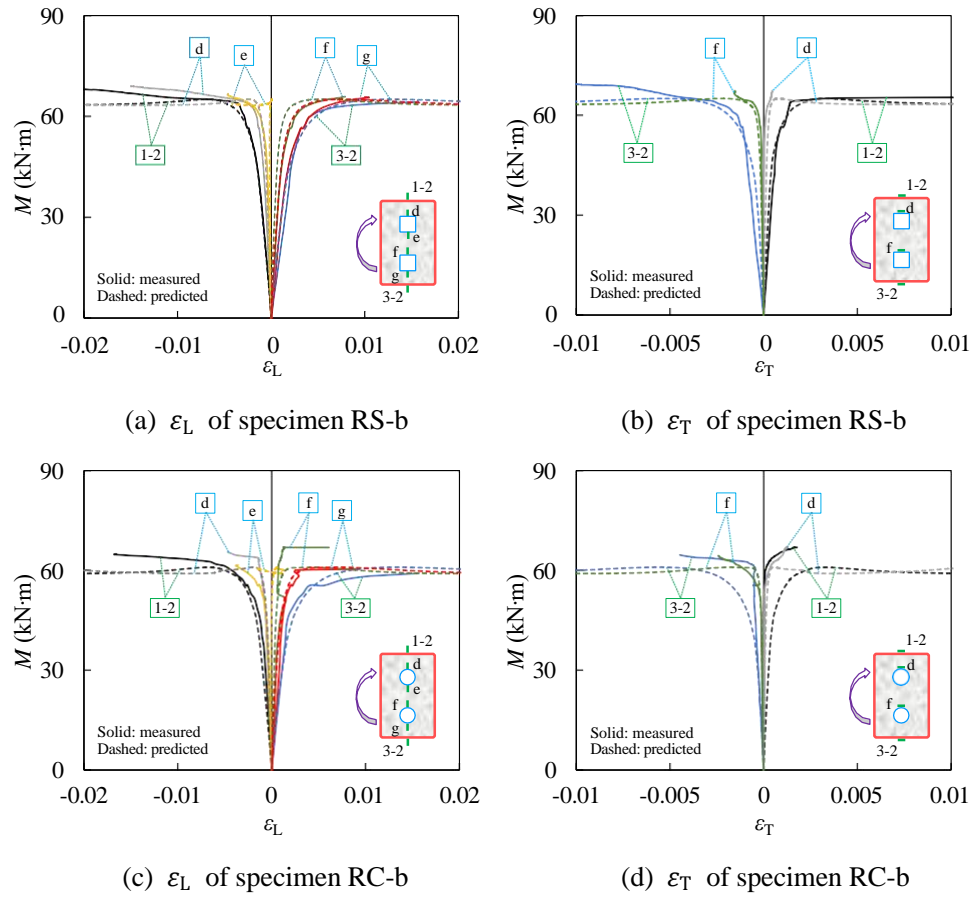 90
60
30
0
M (kN·m)
d
e
f
g
1-2
3-2
1-2
d
e
f
g
3-2
Solid: measured
Dashed: predicted
-0.02
-0.01
0
0.01
0.02
εL
(a) εL of specimen RS-b
90
60
30
0
M (kN·m)
f
d
3-2
1-2
1-2
d
f
3-2
Solid: measured
Dashed: predicted
-0.01
-0.005
0
0.005
0.01
εT
(b) εT of specimen RS-b
90
60
30
0
M (kN·m)
d
e
f
g
1-2
3-2
1-2
d
e
f
g
3-2
Solid: measured
Dashed: predicted
-0.02
-0.01
0
0.01
0.02
εL
(c) εL of specimen RC-b
90
60
30
0
M (kN·m)
f
d
3-2
1-2
1-2
d
f
3-2
Solid: measured
Dashed: predicted
-0.01
-0.005
0
0.005
0.01
εT
(d) εT of specimen RC-b